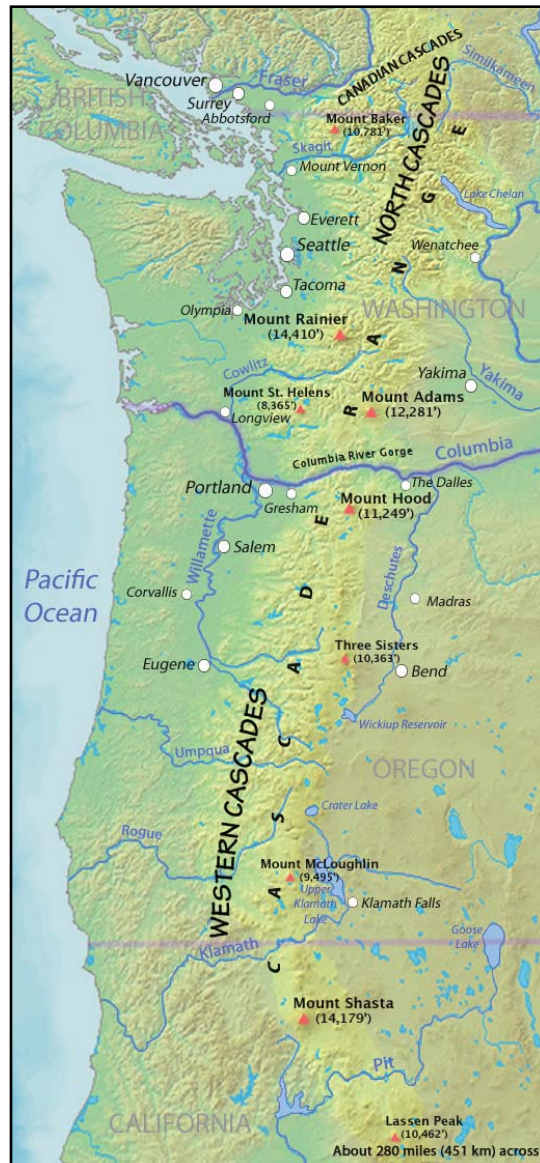 Vancouver
Fraser
CANADIAN CASCADES
Similkameen
BRITISH
COLUMBIA
Surrey
Abbotsford
Mount Baker
(10,781')
Skagit
NORTH CASCADES
Mount Vernon
Lake Chelan
Everett
Seattle
Wenatchee
Tacoma
WASHINGTON
Olympia
Mount Rainier
(14,410')
Cowlitz
Yakima
Yakima
Mount St. Helens
(8,365')
Mount Adams
(12,281')
Longview
Columbia
Columbia River Gorge
Portland
The Dalles
Gresham
Mount Hood
(11,249')
Willamette
Salem
Deschutes
Pacific
Ocean
Corvallis
Madras
Three Sisters
(10,363')
Eugene
Bend
CASCADE RANGE
WESTERN CASCADES
Wickiup Reservoir
Umpqua
OREGON
Crater Lake
Rogue
Mount McLoughlin
(9,495')
Upper
Klamath
Lake
Klamath Falls
Goose
Lake
Klamath
Mount Shasta
(14,179')
Pit
CALIFORNIA
Lassen Peak
(10,462')
About 280 miles (451 km) across